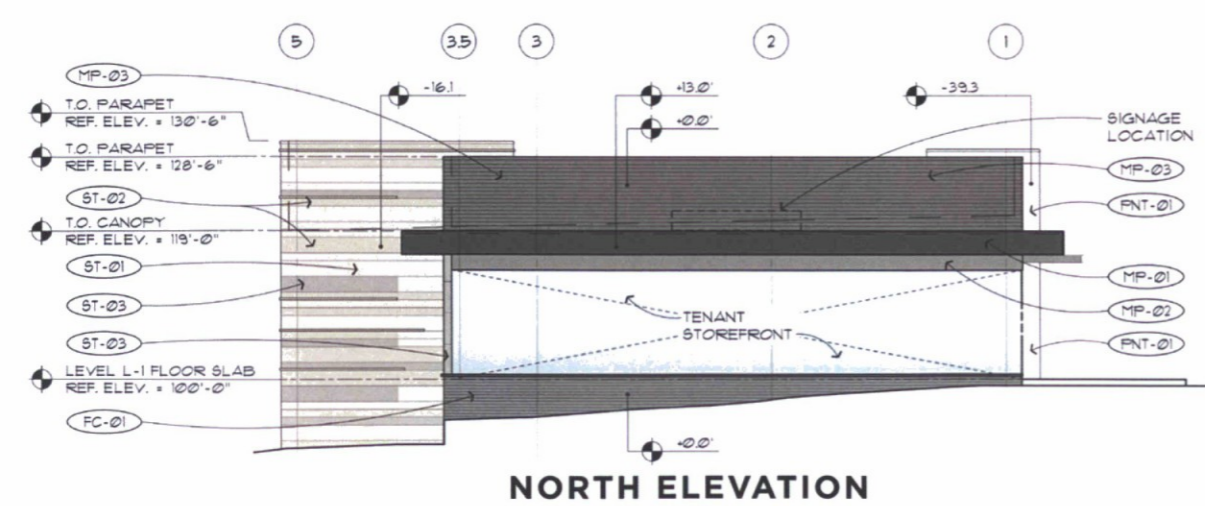 5
3.5
3
2
1
MP-03
-16.1
+13.0'
-39.3
T.O. PARAPET
REF. ELEV. = 130'-6"
+0.0'
SIGNAGE
LOCATION
T.O. PARAPET
REF. ELEV. = 128'-6"
MP-03
ST-02
PNT-01
T.O. CANOPY
REF. ELEV. = 119'-0"
ST-01
MP-01
ST-03
MP-02
TENANT
STOREFRONT
ST-03
PNT-01
LEVEL L-1 FLOOR SLAB
REF. ELEV. = 100'-0"
FC-01
+0.0'
NORTH ELEVATION